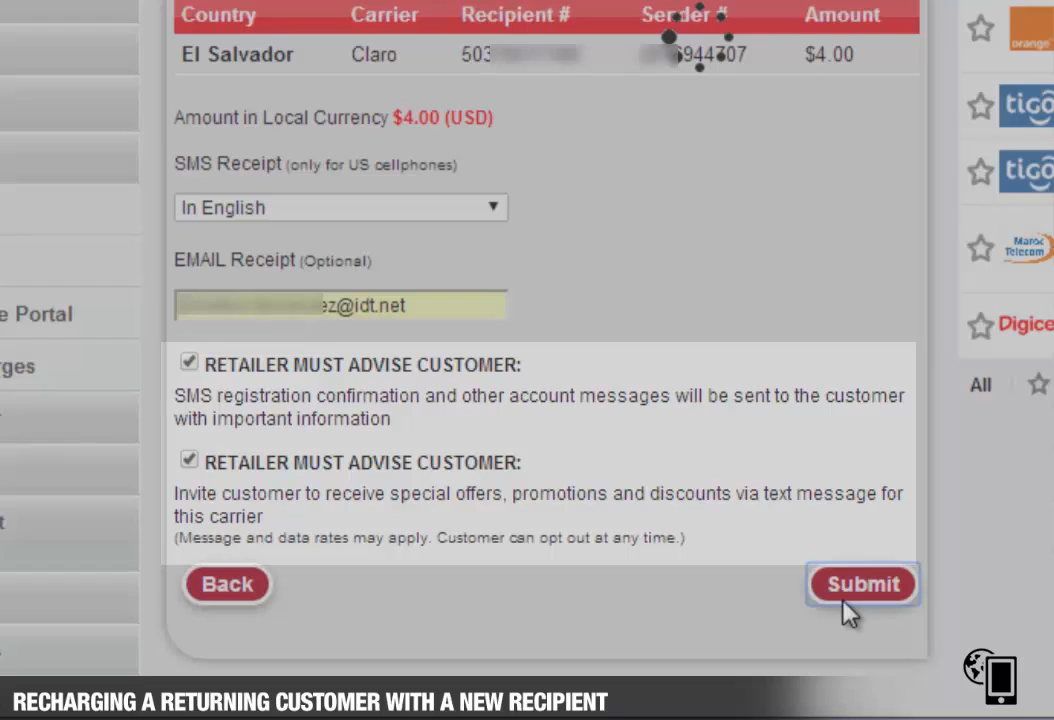 Country Carrier Recipient # Sender # Amount
El Salvador Claro 503 6944707 $4.00
Amount in Local Currency $4.00 (USD)
SMS Receipt (only for US cellphones)
In English
EMAIL Receipt (Optional)
ez@idt.net
RETAILER MUST ADVISE CUSTOMER:
SMS registration confirmation and other account messages will be sent to the customer
with important information
RETAILER MUST ADVISE CUSTOMER:
Invite customer to receive special offers, promotions and discounts via text message for
this carrier
(Message and data rates may apply. Customer can opt out at any time.)
Back
Submit
e Portal
rges
t
orange
tigo
tigo
Maroc
Telecom
Digice
All
RECHARGING A RETURNING CUSTOMER WITH A NEW RECIPIENT